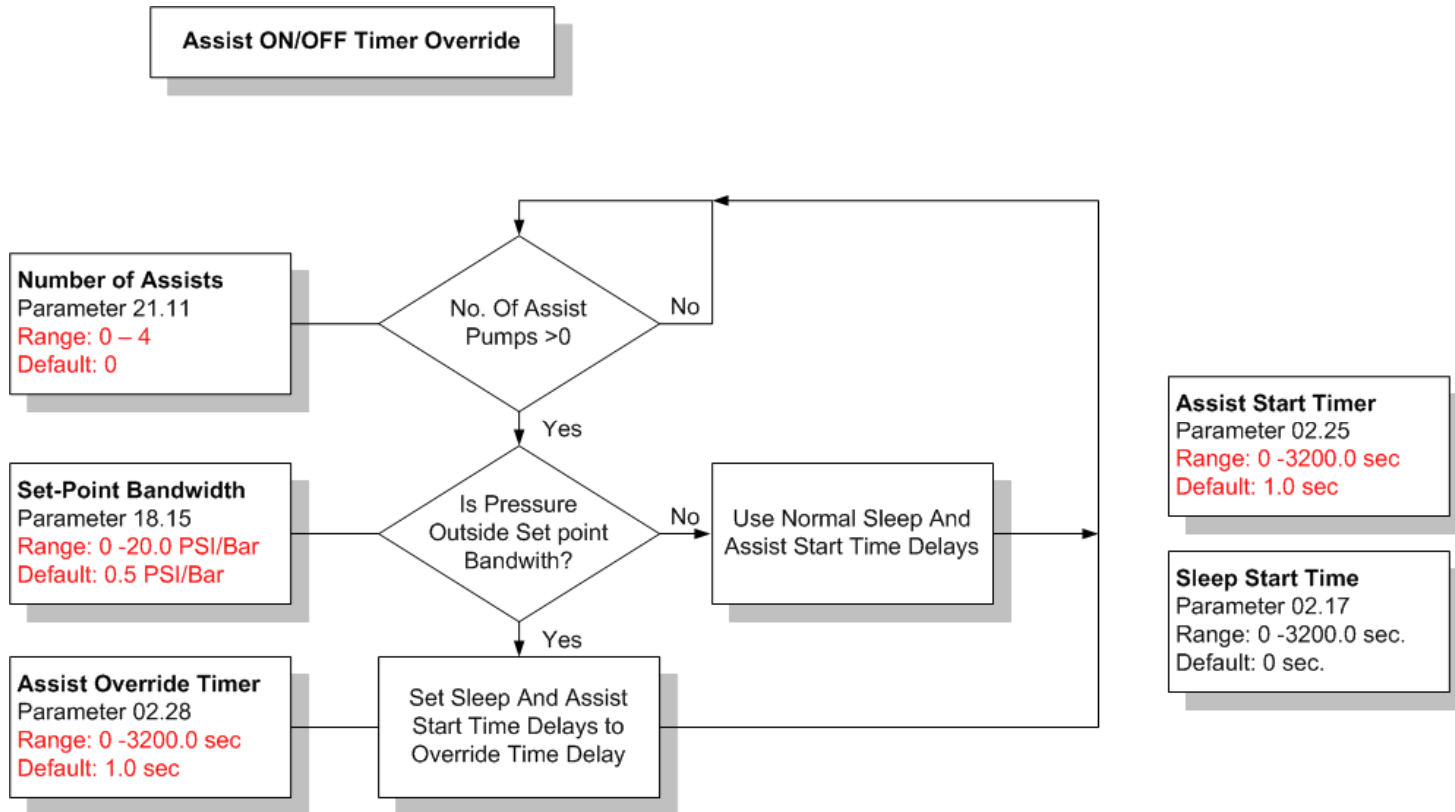 Assist ON/OFF Timer Override
Number of Assists
Parameter 21.11
Range: 0 – 4
Default: 0
No. Of Assist
Pumps >0
No
Yes
Set-Point Bandwidth
Parameter 18.15
Range: 0 -20.0 PSI/Bar
Default: 0.5 PSI/Bar
Is Pressure
Outside Set point
Bandwith?
No
Use Normal Sleep And
Assist Start Time Delays
Yes
Assist Override Timer
Parameter 02.28
Range: 0 -3200.0 sec
Default: 1.0 sec
Set Sleep And Assist
Start Time Delays to
Override Time Delay
Assist Start Timer
Parameter 02.25
Range: 0 -3200.0 sec
Default: 1.0 sec
Sleep Start Time
Parameter 02.17
Range: 0 -3200.0 sec.
Default: 0 sec.